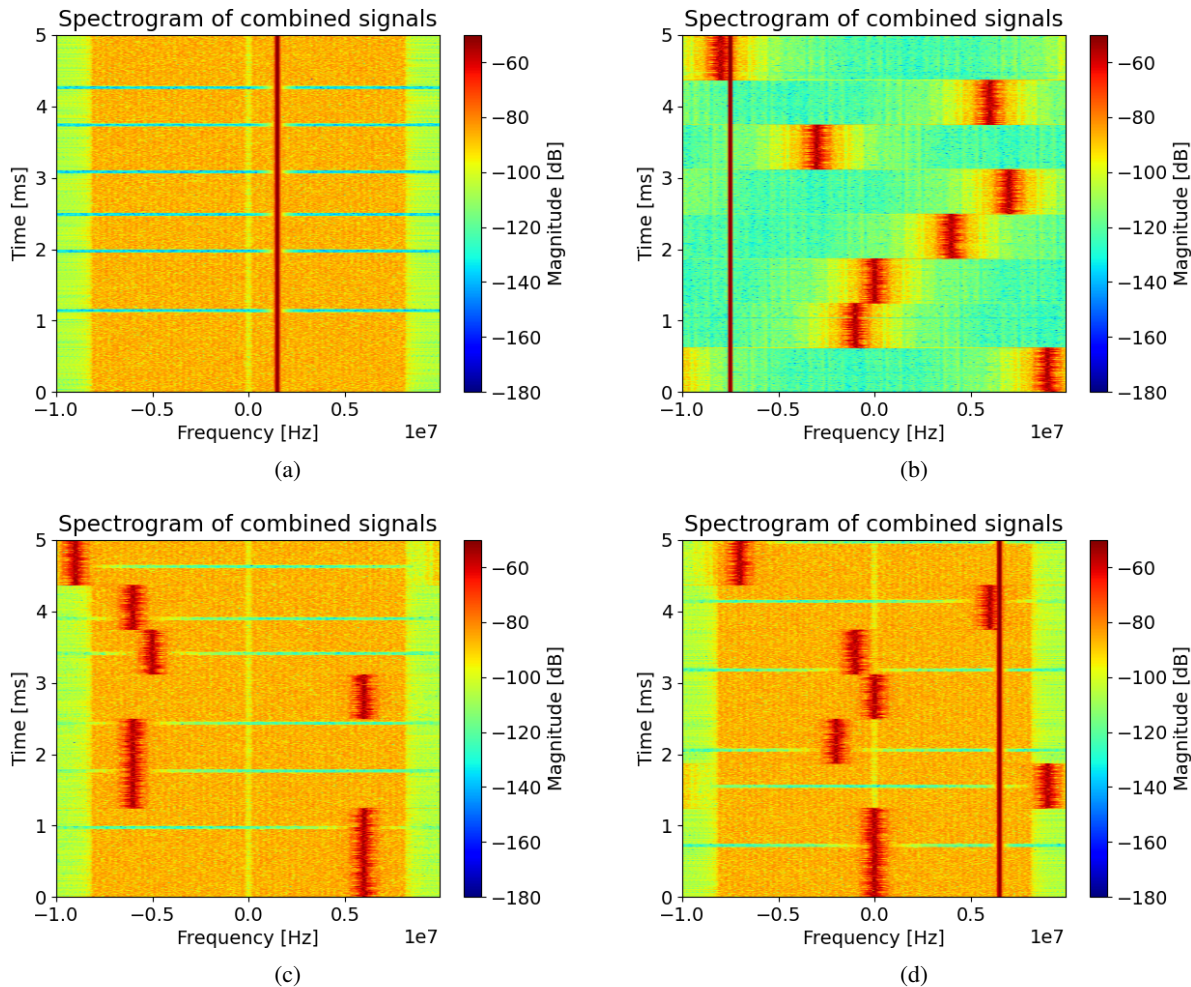 Spectrogram of combined signals
5
4
3
2
1
0
Time [ms]
−1.0 −0.5 0.0 0.5
Frequency [Hz] 1e7
−60
−80
−100
−120
−140
−160
−180
Magnitude [dB]
(a)
Spectrogram of combined signals
5
4
3
2
1
0
Time [ms]
−1.0 −0.5 0.0 0.5
Frequency [Hz] 1e7
−60
−80
−100
−120
−140
−160
−180
Magnitude [dB]
(b)
Spectrogram of combined signals
5
4
3
2
1
0
Time [ms]
−1.0 −0.5 0.0 0.5
Frequency [Hz] 1e7
−60
−80
−100
−120
−140
−160
−180
Magnitude [dB]
(c)
Spectrogram of combined signals
5
4
3
2
1
0
Time [ms]
−1.0 −0.5 0.0 0.5
Frequency [Hz] 1e7
−60
−80
−100
−120
−140
−160
−180
Magnitude [dB]
(d)